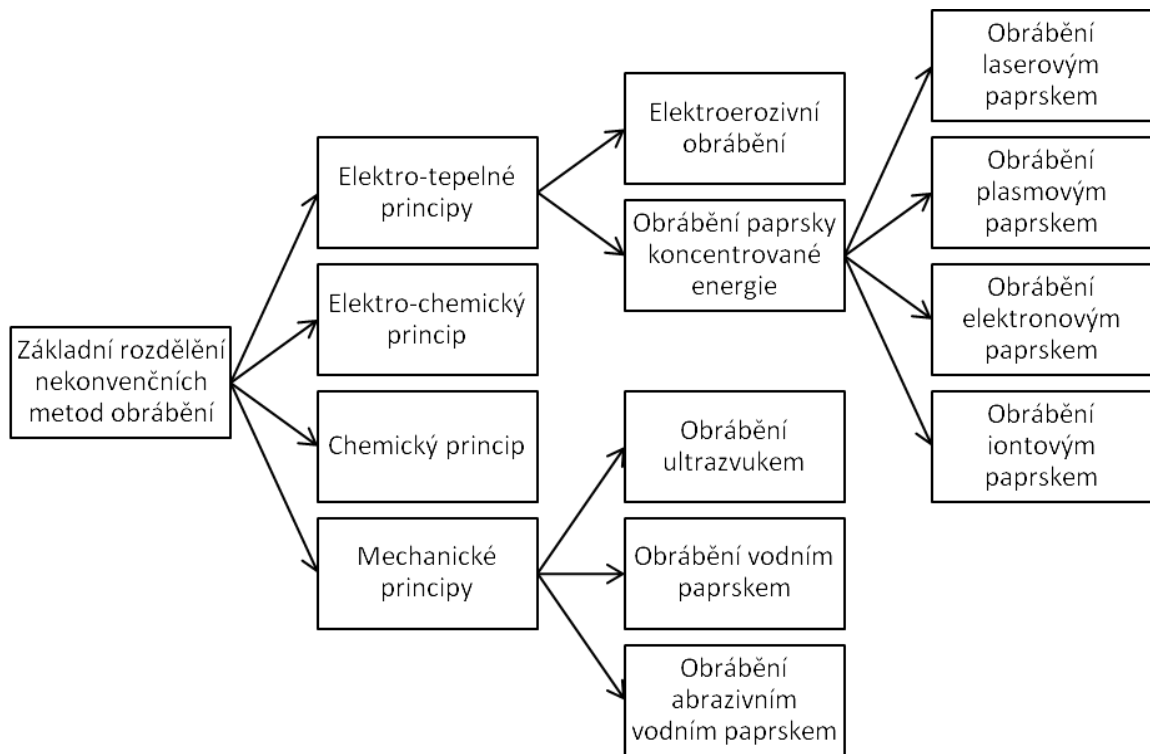 Základní rozdělění
nekonvenčních
metod obrábění
Elektro-tepelné
principy
Elektro-chemický
princip
Chemický princip
Mechanické
principy
Elektroerozivní
obrábění
Obrábění paprsky
koncentrované
energie
Obrábění
ultrazvukem
Obrábění vodním
paprskem
Obrábění
abrazivním
vodním paprskem
Obrábění
laserovým
paprskem
Obrábění
plasmovým
paprskem
Obrábění
elektronovým
paprskem
Obrábění
iontovým
paprskem